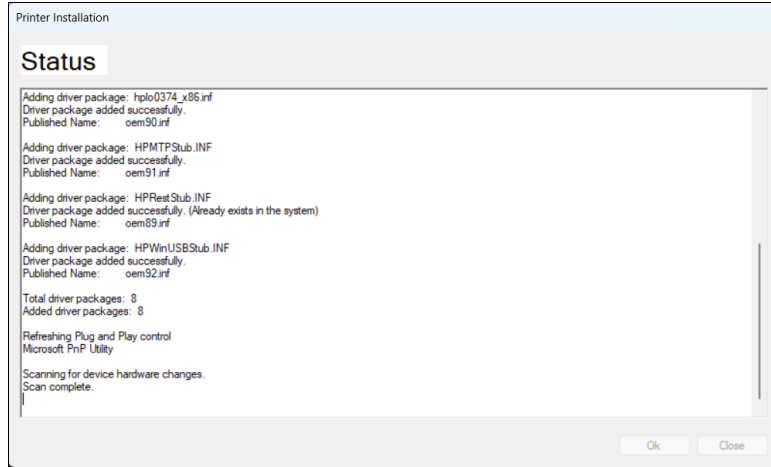 Printer Installation
Status
Adding driver package: hplo0374_x86.inf
Driver package added successfully.
Published Name: oem90.inf
Adding driver package: HPMTPStub.INF
Driver package added successfully.
Published Name: oem91.inf
Adding driver package: HPRestStub.INF
Driver package added successfully. (Already exists in the system)
Published Name: oem89.inf
Adding driver package: HPWinUSBStub.INF
Driver package added successfully.
Published Name: oem92.inf
Total driver packages: 8
Added driver packages: 8
Refreshing Plug and Play control
Microsoft PnP Utility
Scanning for device hardware changes.
Scan complete.
Ok Close